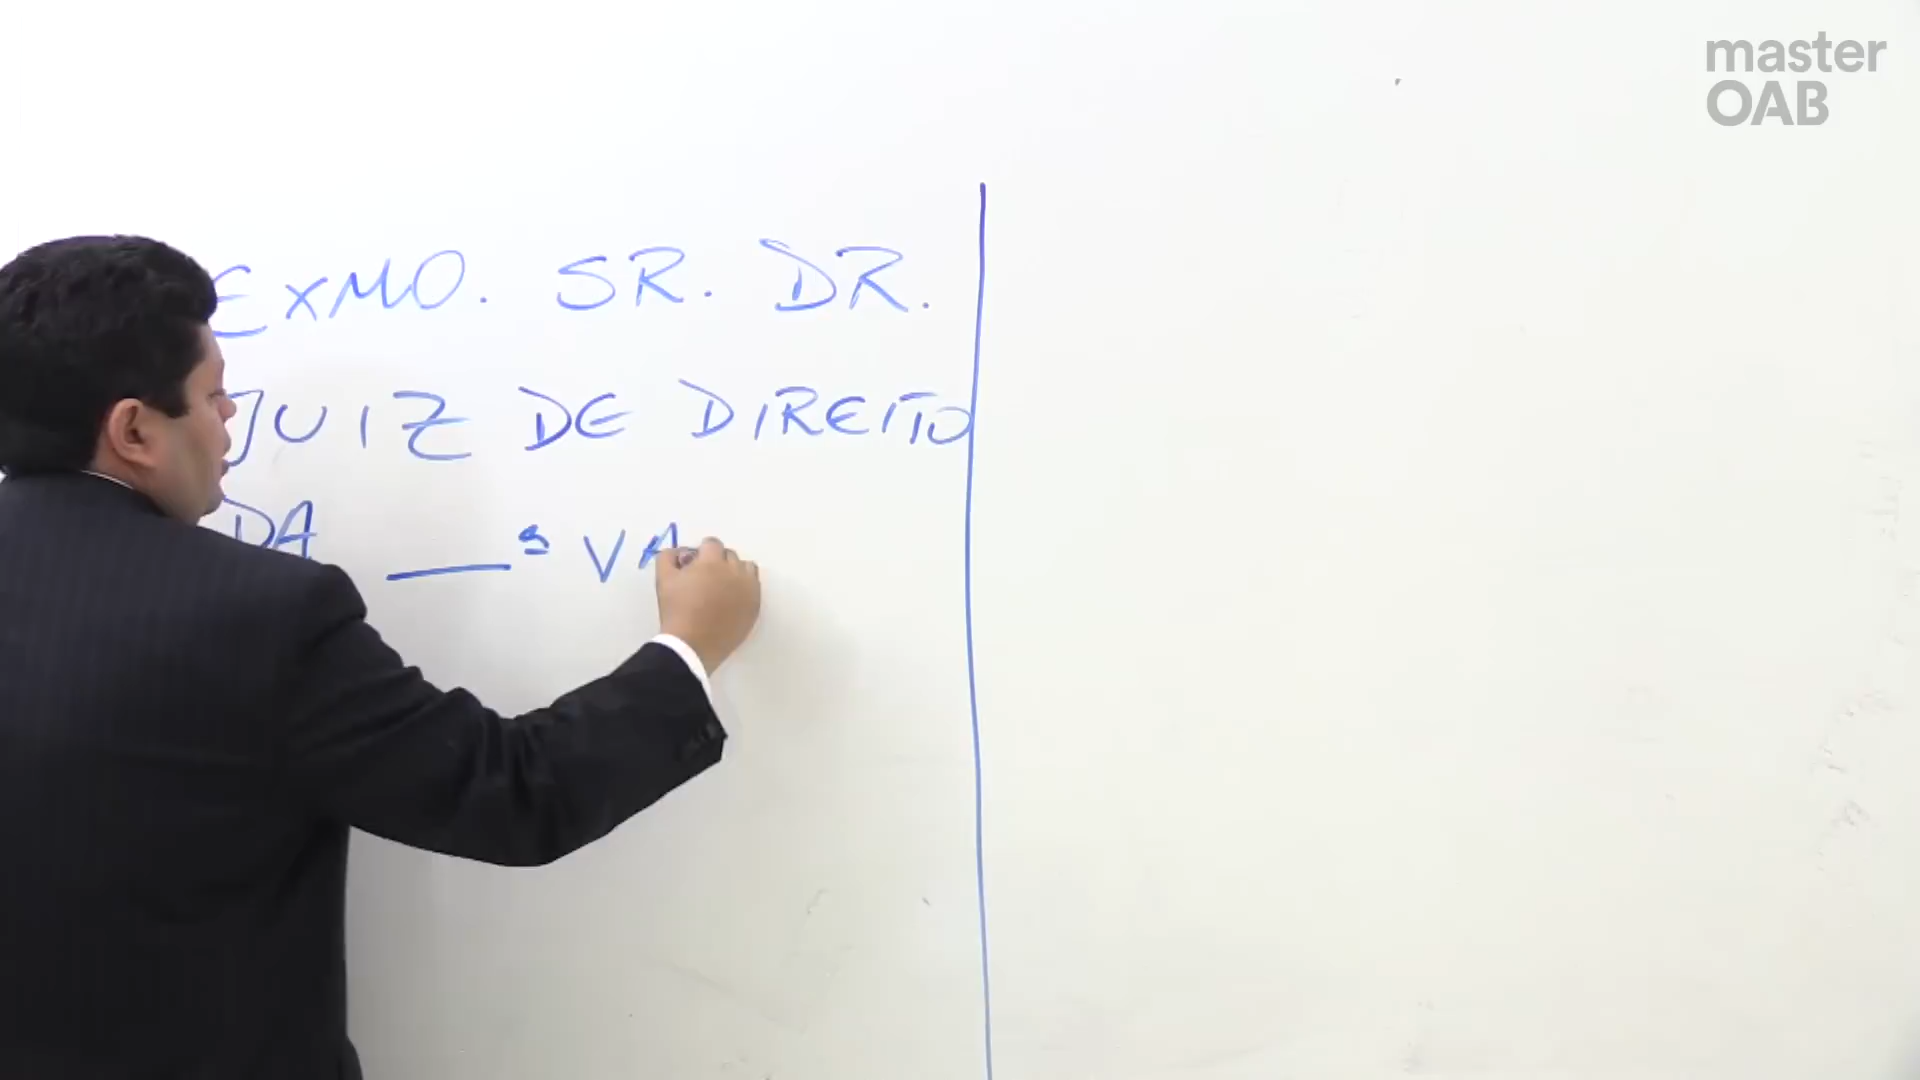 master
OAB
EXMO. SR. DR.
JUIZ DE DIREITO
DA ___ª VA